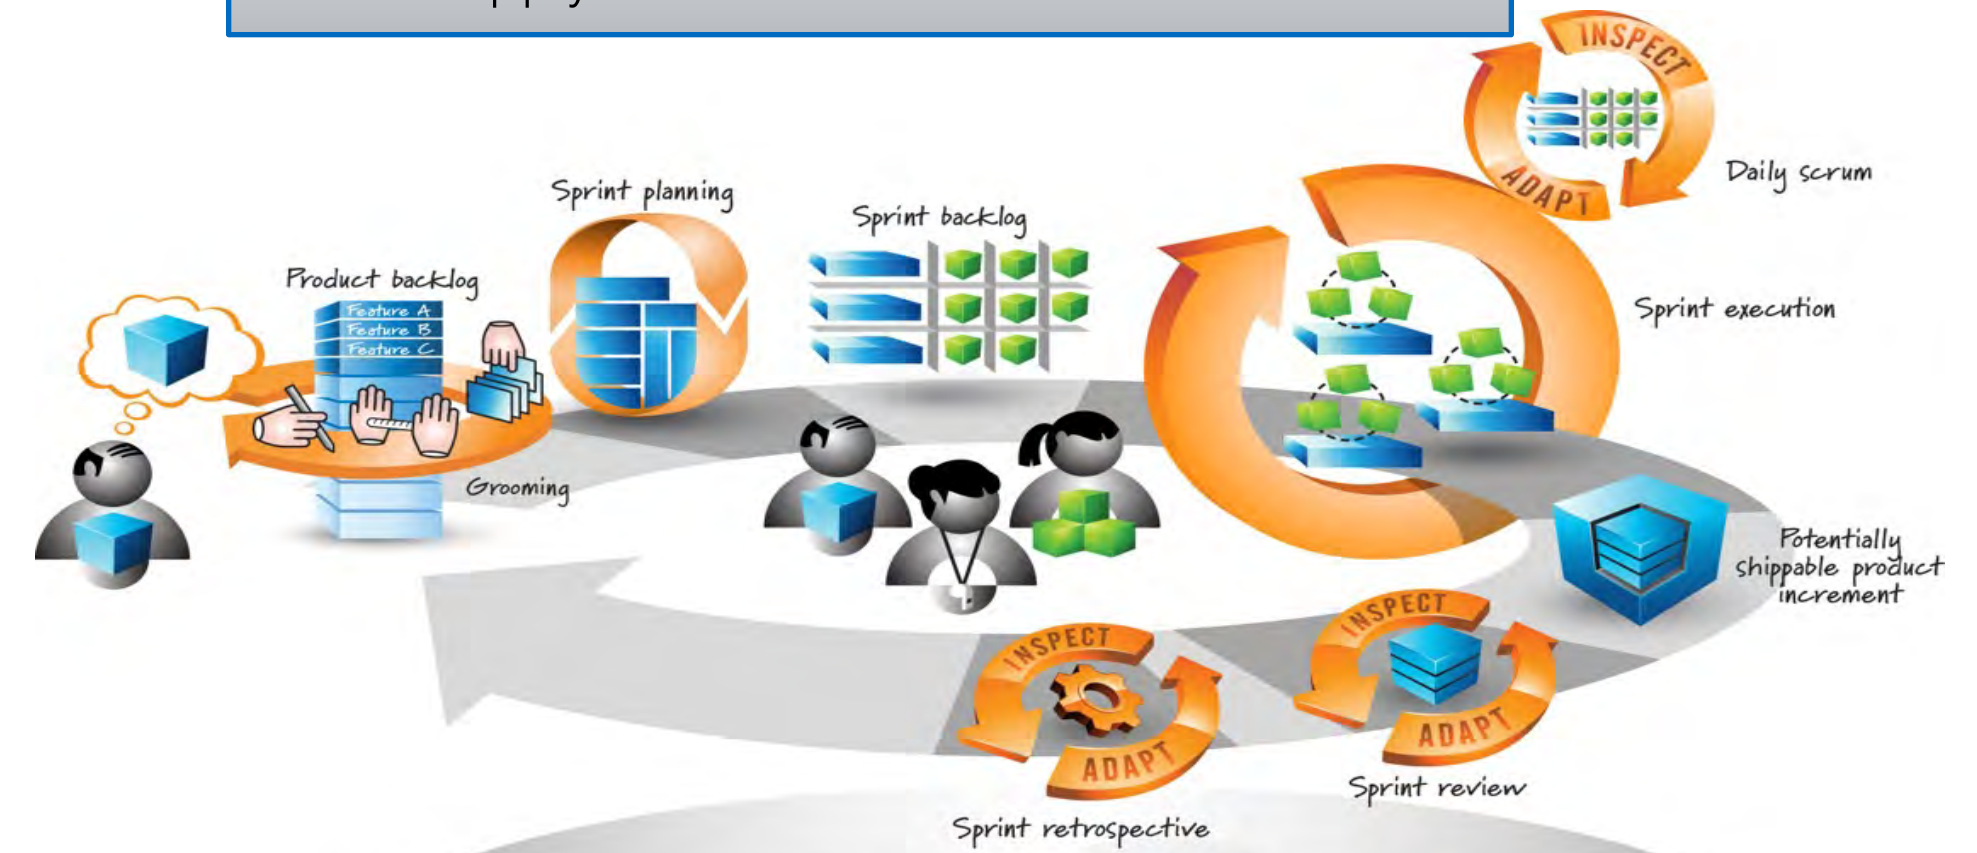 INSPECT
ADAPT
Daily scrum
Sprint planning
Sprint backlog
Product backlog
Feature A
Feature B
Feature C
Sprint execution
Grooming
Potentially
shippable product
increment
INSPECT
ADAPT
Sprint review
INSPECT
ADAPT
Sprint retrospective